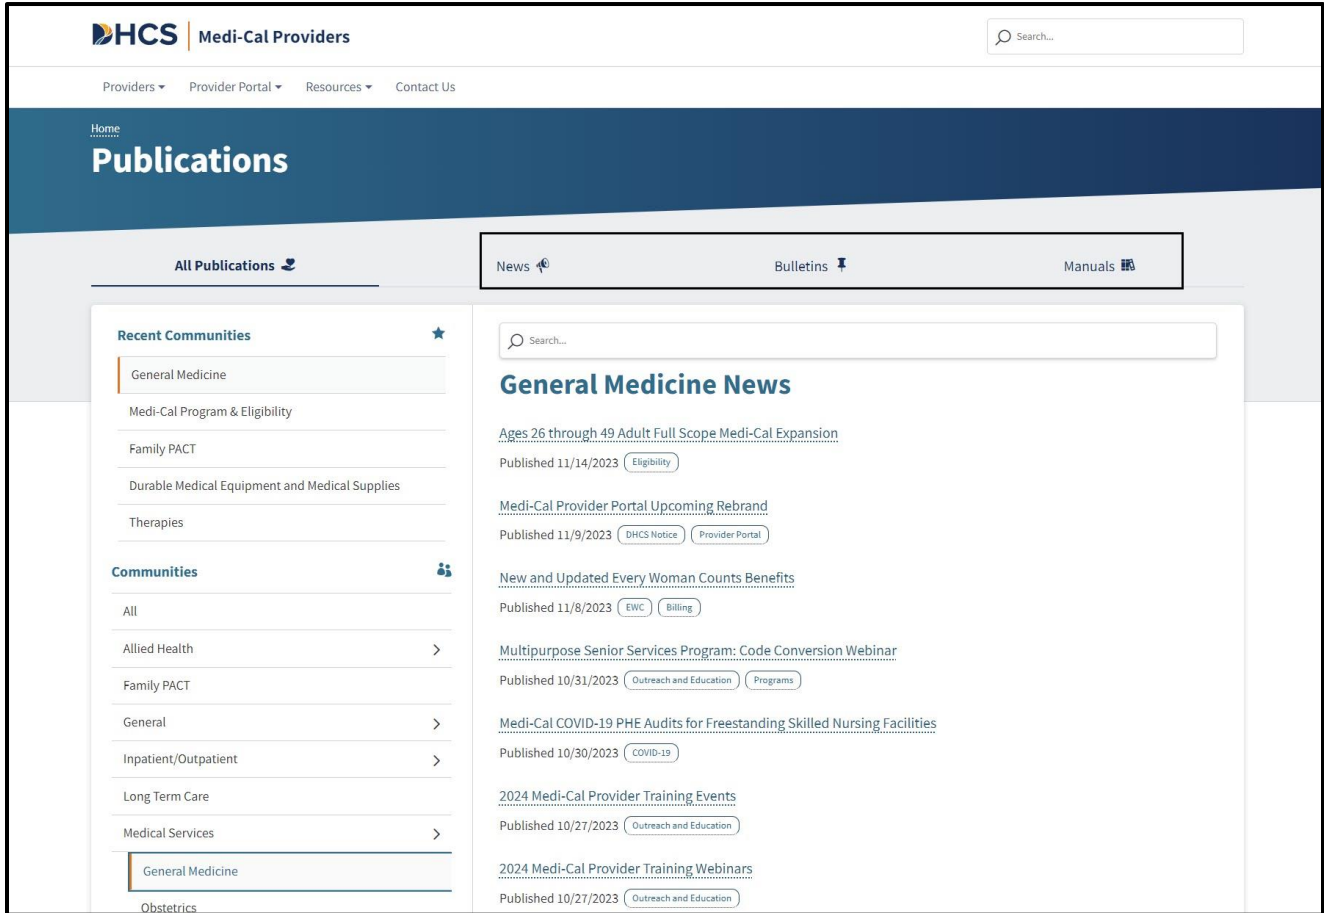 DHCS Medi-Cal Providers
Search...
Providers Provider Portal Resources Contact Us
Home
Publications
All Publications News Bulletins Manuals
Recent Communities
General Medicine
Medi-Cal Program & Eligibility
Family PACT
Durable Medical Equipment and Medical Supplies
Therapies
Communities
All
Allied Health
Family PACT
General
Inpatient/Outpatient
Long Term Care
Medical Services
General Medicine
Obstetrics
Search...
General Medicine News
Ages 26 through 49 Adult Full Scope Medi-Cal Expansion
Published 11/14/2023 Eligibility
Medi-Cal Provider Portal Upcoming Rebrand
Published 11/9/2023 DHCS Notice Provider Portal
New and Updated Every Woman Counts Benefits
Published 11/8/2023 EWC Billing
Multipurpose Senior Services Program: Code Conversion Webinar
Published 10/31/2023 Outreach and Education Programs
Medi-Cal COVID-19 PHE Audits for Freestanding Skilled Nursing Facilities
Published 10/30/2023 COVID-19
2024 Medi-Cal Provider Training Events
Published 10/27/2023 Outreach and Education
2024 Medi-Cal Provider Training Webinars
Published 10/27/2023 Outreach and Education